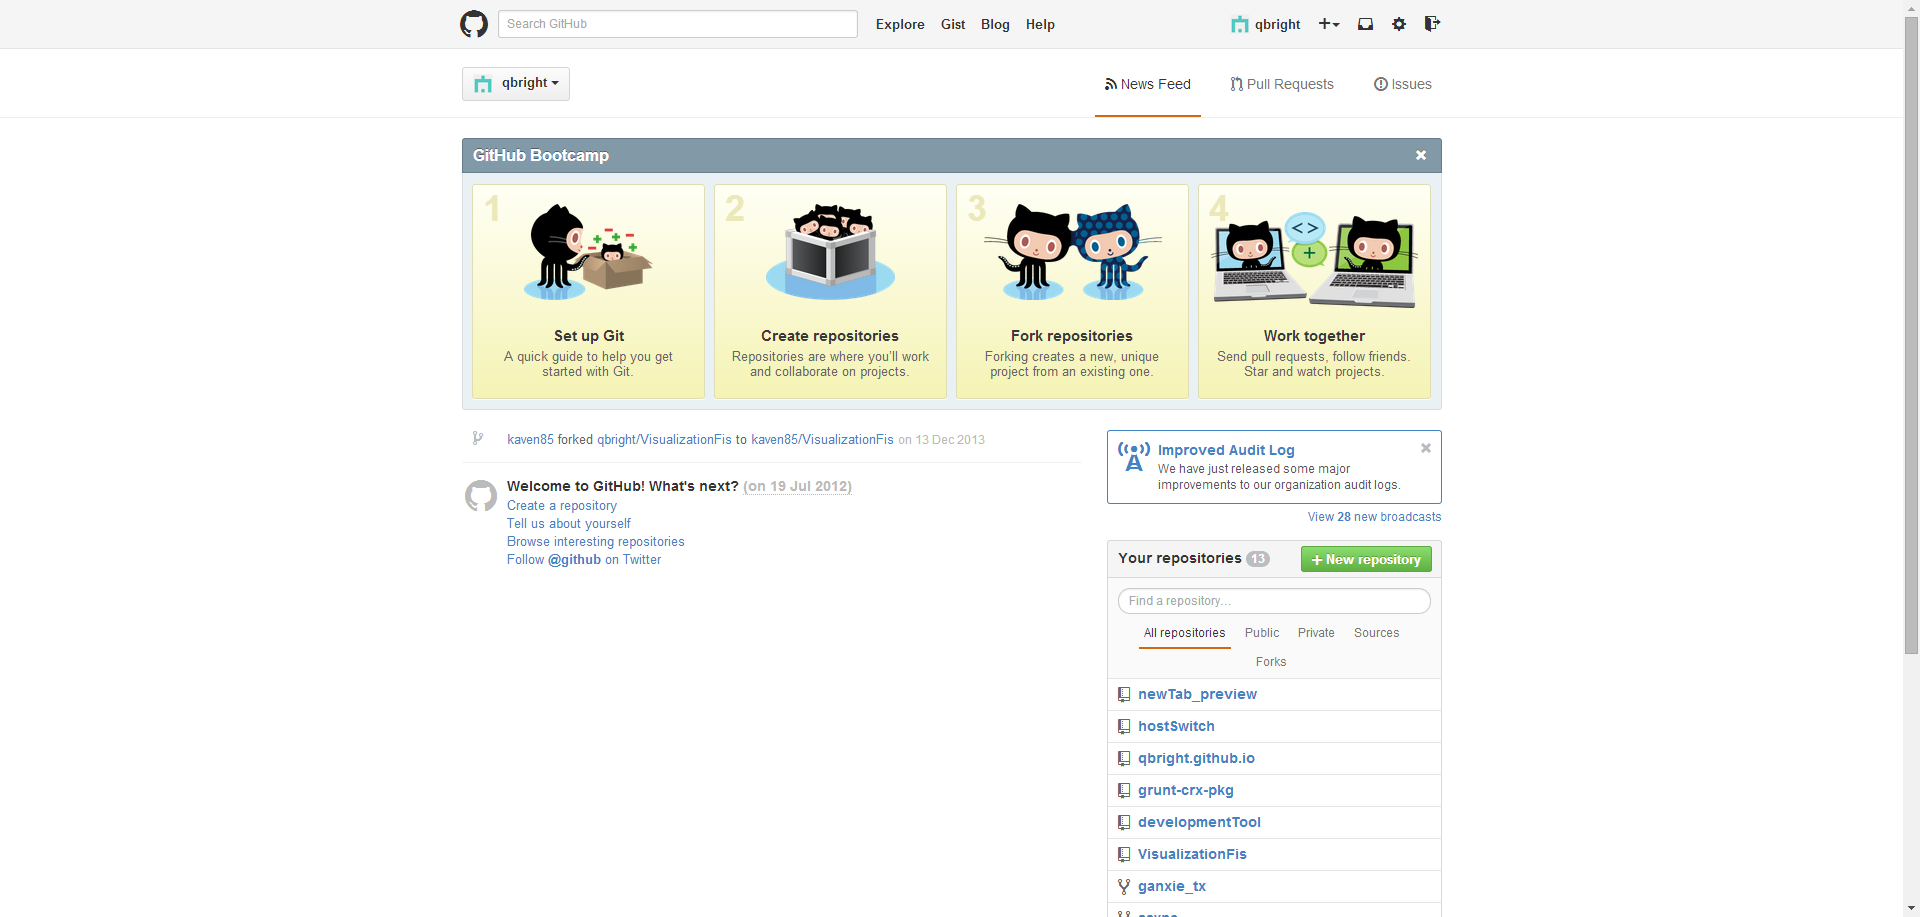 Search GitHub
Explore Gist Blog Help
qbright
qbright
News Feed Pull Requests Issues
GitHub Bootcamp
1
Set up Git
A quick guide to help you get
started with Git.
2
Create repositories
Repositories are where you'll work
and collaborate on projects.
3
Fork repositories
Forking creates a new, unique
project from an existing one.
4
Work together
Send pull requests, follow friends.
Star and watch projects.
kaven85 forked qbright/VisualizationFis to kaven85/VisualizationFis on 13 Dec 2013
Welcome to GitHub! What's next? (on 19 Jul 2012)
Create a repository
Tell us about yourself
Browse interesting repositories
Follow @github on Twitter
Improved Audit Log
We have just released some major
improvements to our organization audit logs.
View 28 new broadcasts
Your repositories 13
+ New repository
Find a repository...
All repositories Public Private Sources
Forks
newTab_preview
hostSwitch
qbright.github.io
grunt-crx-pkg
developmentTool
VisualizationFis
ganxie_tx